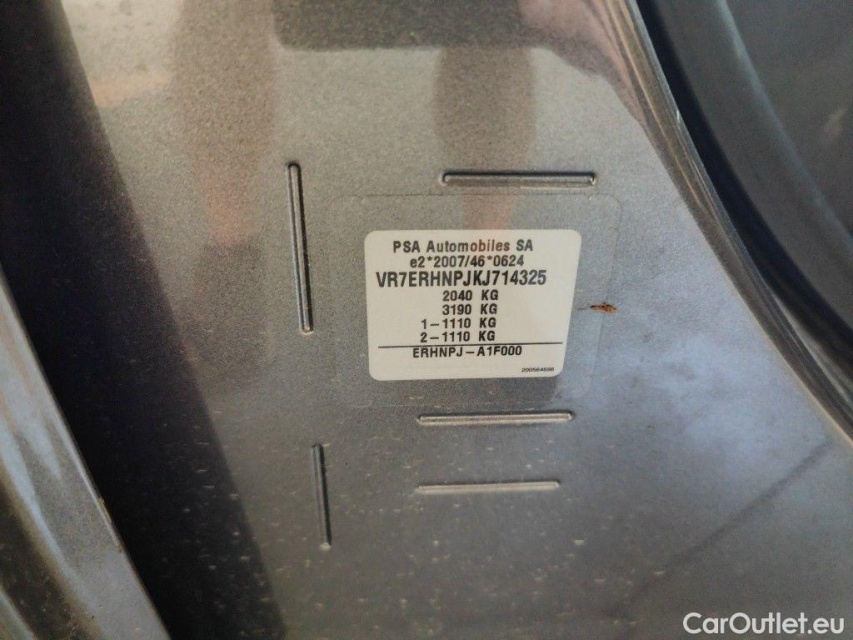 PSA Automobiles SA
e2*2007/46*0624
VR7ERHNPJKJ714325
2040 KG
3190 KG
1-1110 KG
2-1110 KG
ERHNPJ-A1F000
CarOutlet.eu